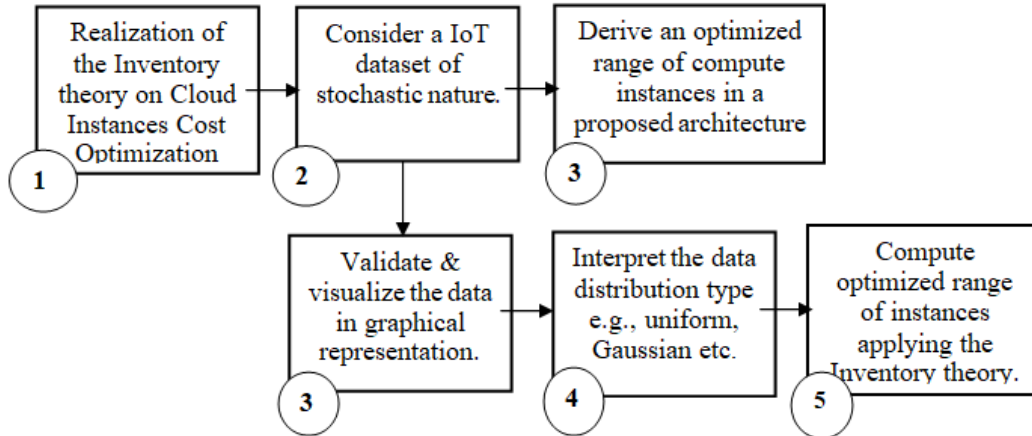 Realization of
the Inventory
theory on Cloud
Instances Cost
Optimization
1
Consider a IoT
dataset of
stochastic nature.
2
Derive an optimized
range of compute
instances in a
proposed architecture
3
Validate &
visualize the data
in graphical
representation.
3
Interpret the data
distribution type
e.g., uniform,
Gaussian etc.
4
Compute
optimized range
of instances
applying the
Inventory theory.
5